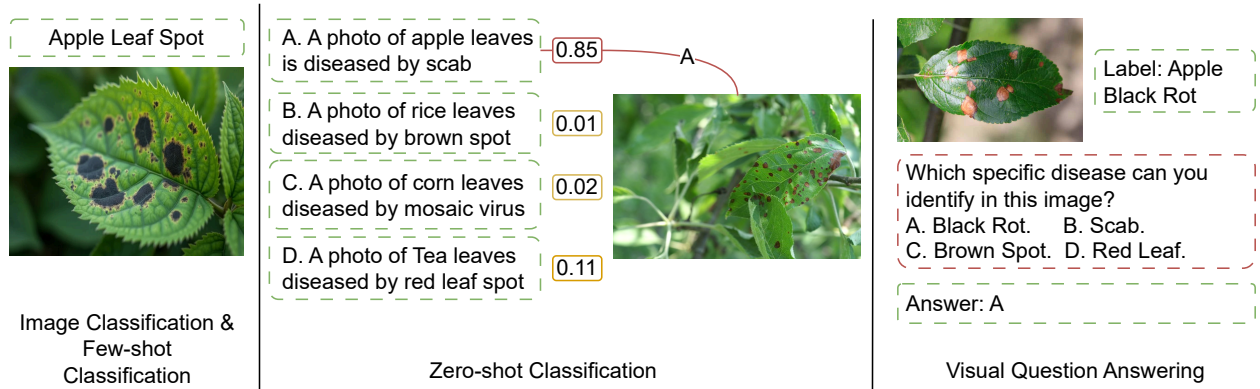 Apple Leaf Spot
Image Classification &
Few-shot
Classification
A. A photo of apple leaves
is diseased by scab
0.85
A
B. A photo of rice leaves
diseased by brown spot
0.01
C. A photo of corn leaves
diseased by mosaic virus
0.02
D. A photo of Tea leaves
diseased by red leaf spot
0.11
Zero-shot Classification
Label: Apple
Black Rot
Which specific disease can you
identify in this image?
A. Black Rot. B. Scab.
C. Brown Spot. D. Red Leaf.
Answer: A
Visual Question Answering